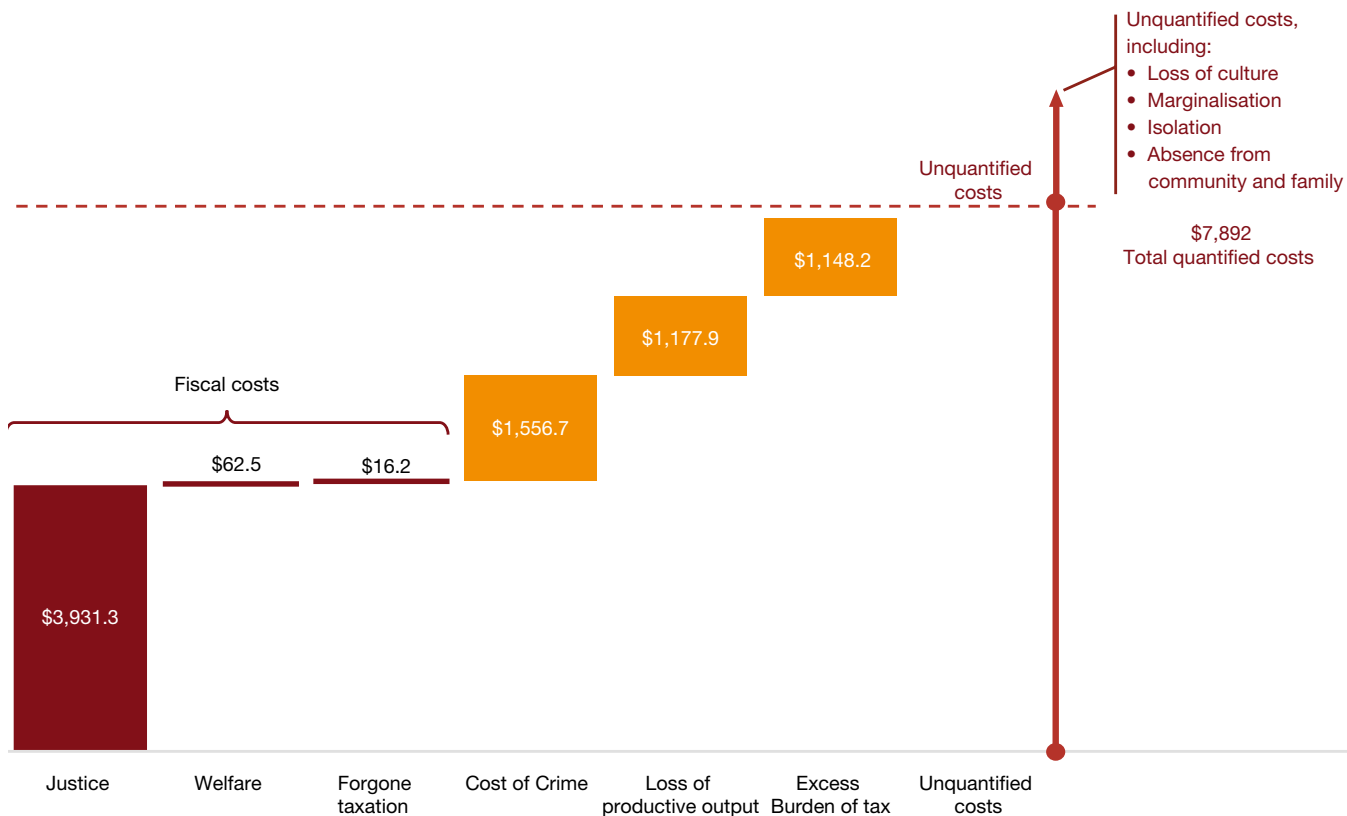 Unquantified costs,
including:
• Loss of culture
• Marginalisation
• Isolation
• Absence from
community and family
Unquantified
costs
$7,892
Total quantified costs
$1,148.2
$1,177.9
Fiscal costs
$1,556.7
$62.5
$16.2
$3,931.3
Justice
Welfare
Forgone
taxation
Cost of Crime
Loss of
productive output
Excess
Burden of tax
Unquantified
costs